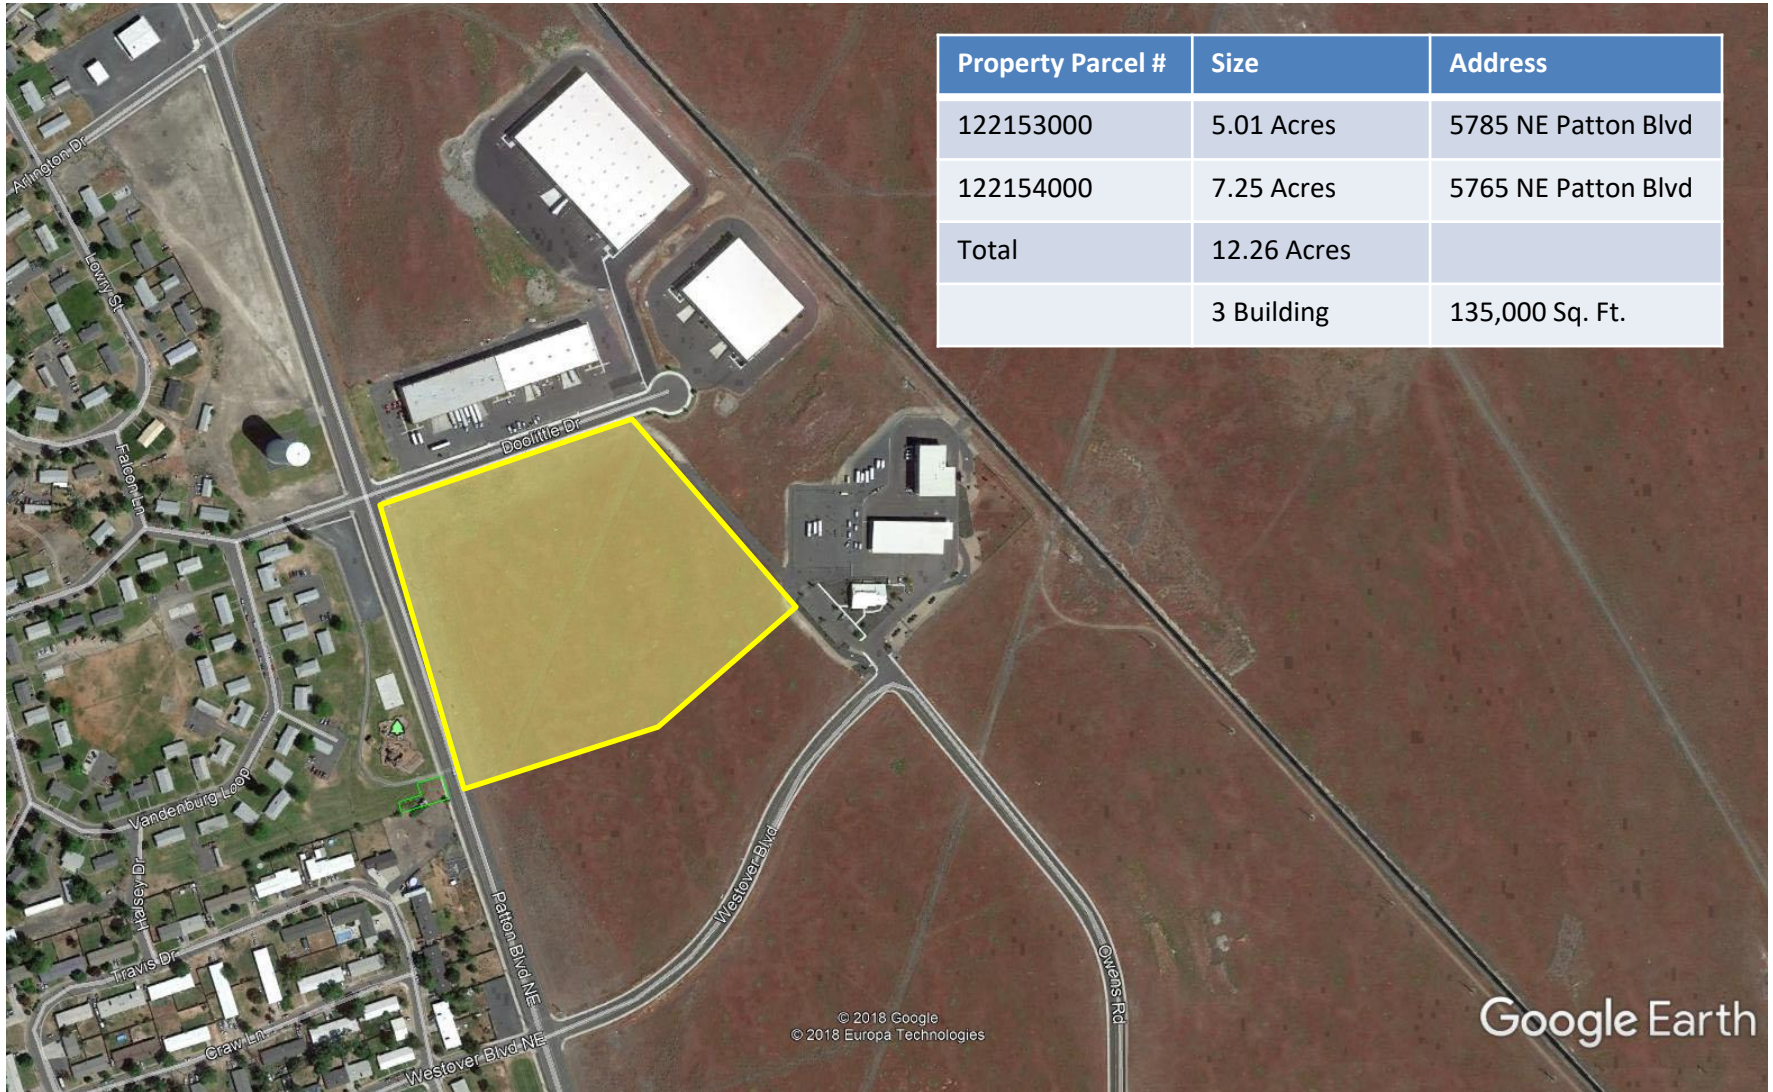 Property Parcel # Size Address
122153000 5.01 Acres 5785 NE Patton Blvd
122154000 7.25 Acres 5765 NE Patton Blvd
Total 12.26 Acres
3 Building 135,000 Sq. Ft.
Arlington Dr
Lowry St
Falcon Ln
Doolittle Dr
Vandenburg Loop
Halsey Dr
Travis Dr
Craw Ln
Patton Blvd NE
Westover Blvd NE
Westover Blvd
Owens Rd
© 2018 Google
© 2018 Europa Technologies
Google Earth